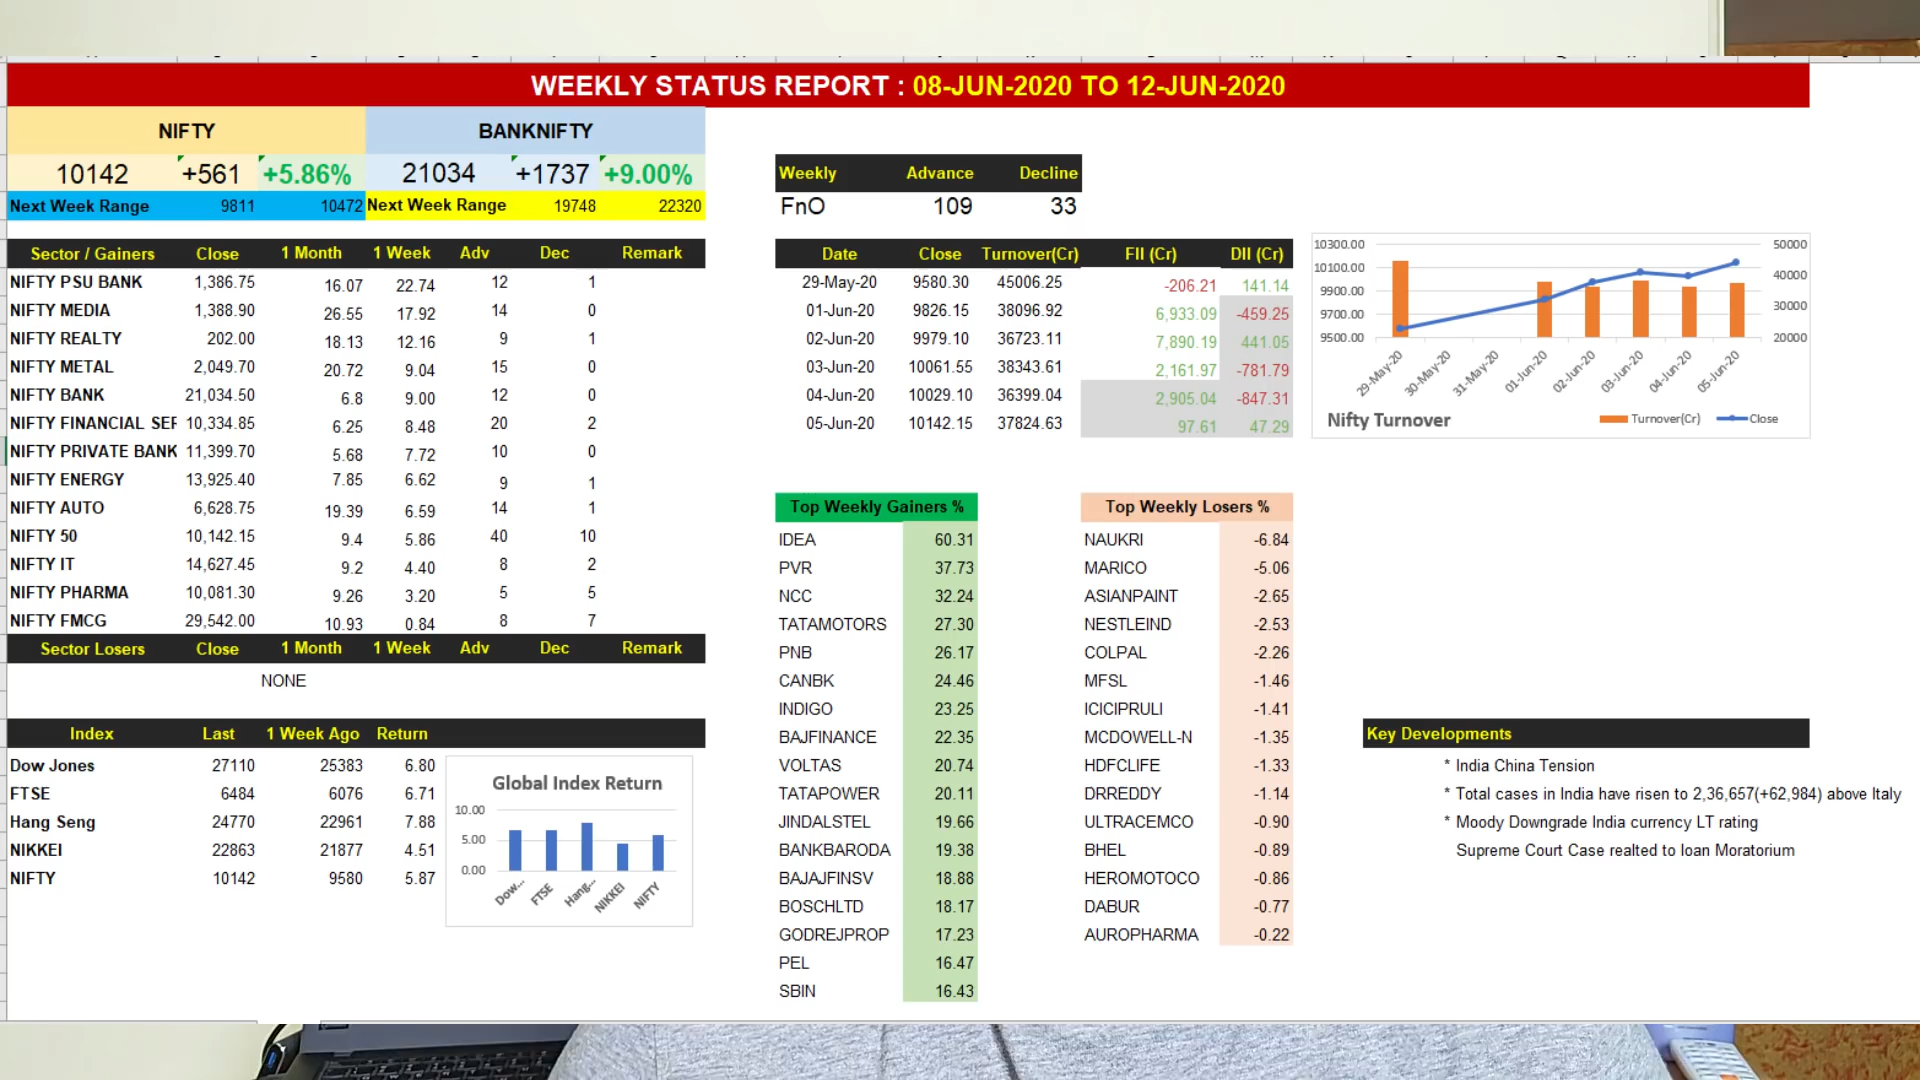 WEEKLY STATUS REPORT : 08-JUN-2020 TO 12-JUN-2020
NIFTY BANKNIFTY
10142 +561 +5.86% 21034 +1737 +9.00%
Next Week Range 9811 10472 Next Week Range 19748 22320
Sector / Gainers Close 1 Month 1 Week Adv Dec Remark
NIFTY PSU BANK 1,386.75 16.07 22.74 12 1
NIFTY MEDIA 1,388.90 26.55 17.92 14 0
NIFTY REALTY 202.00 18.13 12.16 9 1
NIFTY METAL 2,049.70 20.72 9.04 15 0
NIFTY BANK 21,034.50 6.8 9.00 12 0
NIFTY FINANCIAL SER 10,334.85 6.25 8.48 20 2
NIFTY PRIVATE BANK 11,399.70 5.68 7.72 10 0
NIFTY ENERGY 13,925.40 7.85 6.62 9 1
NIFTY AUTO 6,628.75 19.39 6.59 14 1
NIFTY 50 10,142.15 9.4 5.86 40 10
NIFTY IT 14,627.45 9.2 4.40 8 2
NIFTY PHARMA 10,081.30 9.26 3.20 5 5
NIFTY FMCG 29,542.00 10.93 0.84 8 7
Sector Losers Close 1 Month 1 Week Adv Dec Remark
NONE
Index Last 1 Week Ago Return
Dow Jones 27110 25383 6.80
FTSE 6484 6076 6.71
Hang Seng 24770 22961 7.88
NIKKEI 22863 21877 4.51
NIFTY 10142 9580 5.87
Global Index Return
10.00
5.00
0.00
Dow... FTSE Hang... NIKKEI NIFTY
Weekly Advance Decline
FnO 109 33
Date Close Turnover(Cr) FII (Cr) DII (Cr)
29-May-20 9580.30 45006.25 -206.21 141.14
01-Jun-20 9826.15 38096.92 6,933.09 -459.25
02-Jun-20 9979.10 36723.11 7,890.19 441.05
03-Jun-20 10061.55 38343.61 2,161.97 -781.79
04-Jun-20 10029.10 36399.04 2,905.04 -847.31
05-Jun-20 10142.15 37824.63 97.61 47.29
10300.00 50000
10100.00 40000
9900.00 30000
9700.00
9500.00 20000
29-May-20 30-May-20 31-May-20 01-Jun-20 02-Jun-20 03-Jun-20 04-Jun-20 05-Jun-20
Nifty Turnover Turnover(Cr) Close
Top Weekly Gainers %
IDEA 60.31
PVR 37.73
NCC 32.24
TATAMOTORS 27.30
PNB 26.17
CANBK 24.46
INDIGO 23.25
BAJFINANCE 22.35
VOLTAS 20.74
TATAPOWER 20.11
JINDALSTEL 19.66
BANKBARODA 19.38
BAJAJFINSV 18.88
BOSCHLTD 18.17
GODREJPROP 17.23
PEL 16.47
SBIN 16.43
Top Weekly Losers %
NAUKRI -6.84
MARICO -5.06
ASIANPAINT -2.65
NESTLEIND -2.53
COLPAL -2.26
MFSL -1.46
ICICIPRULI -1.41
MCDOWELL-N -1.35
HDFCLIFE -1.33
DRREDDY -1.14
ULTRACEMCO -0.90
BHEL -0.89
HEROMOTOCO -0.86
DABUR -0.77
AUROPHARMA -0.22
Key Developments
* India China Tension
* Total cases in India have risen to 2,36,657(+62,984) above Italy
* Moody Downgrade India currency LT rating
Supreme Court Case realted to loan Moratorium